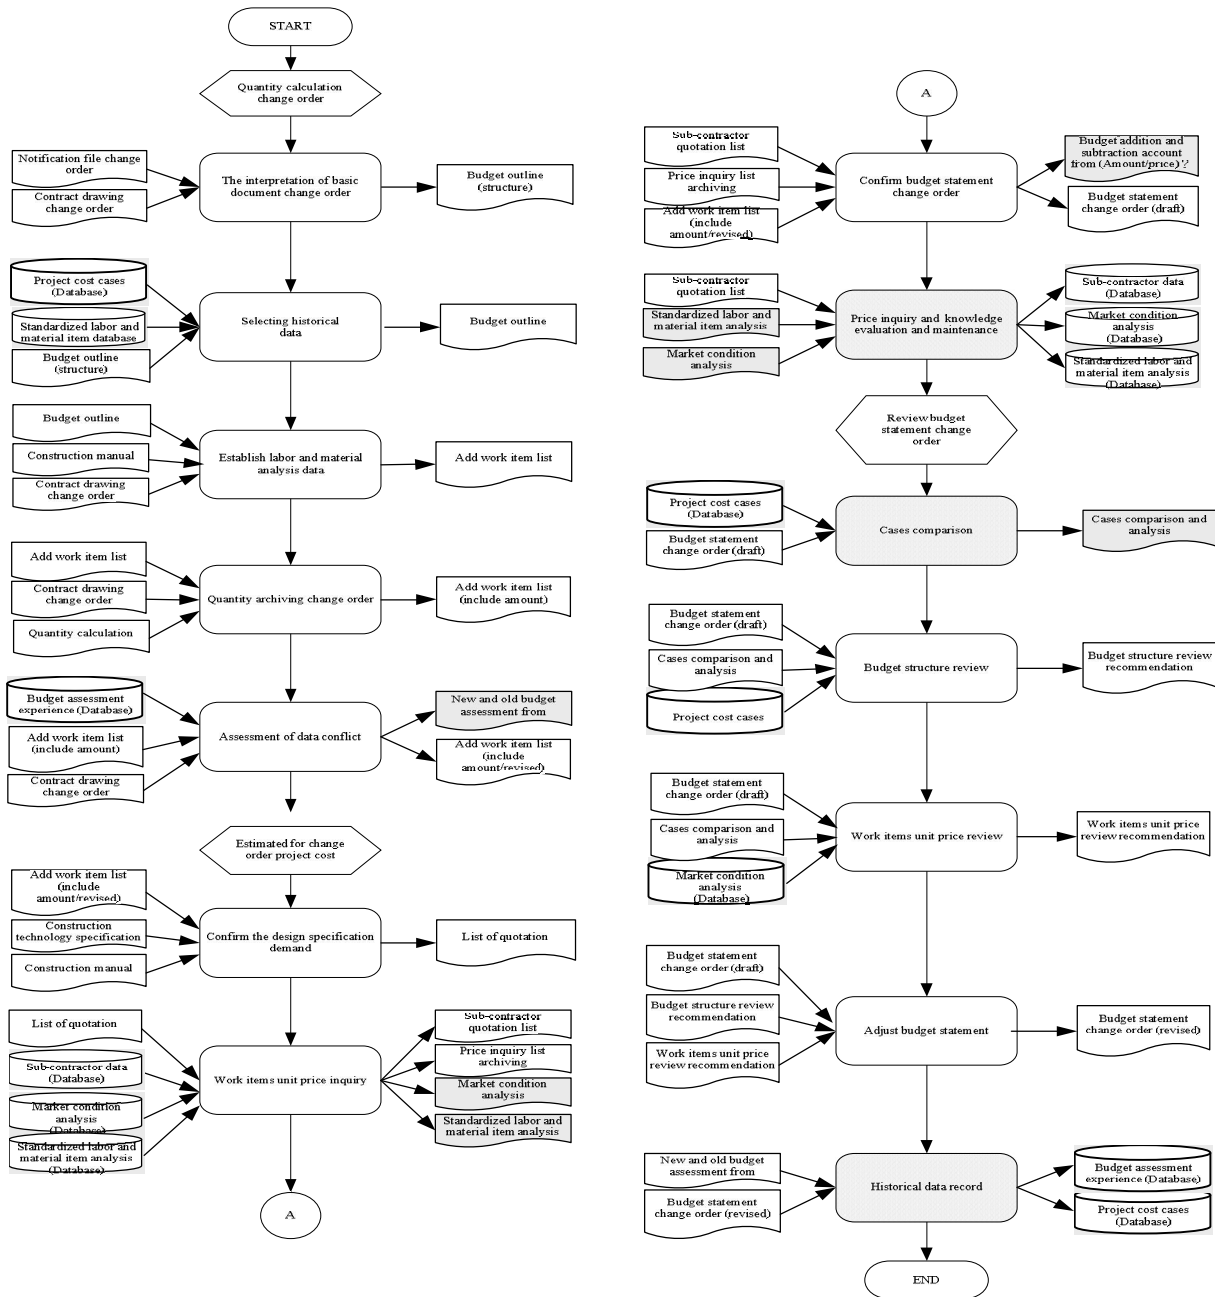 START
Quantity calculation
change order
Notification file change
order
Contract drawing
change order
The interpretation of basic
document change order
Budget outline
(structure)
Project cost cases
(Database)
Standardized labor and
material item database
Budget outline
(structure)
Selecting historical
data
Budget outline
Budget outline
Construction manual
Contract drawing
change order
Establish labor and material
analysis data
Add work item list
Add work item list
Contract drawing
change order
Quantity calculation
Quantity archiving change order
Add work item list
(include amount)
Budget assessment
experience (Database)
Add work item list
(include amount)
Contract drawing
change order
Assessment of data conflict
New and old budget
assessment from
Add work item list
(include
amount/revised)
Estimated for change
order project cost
Add work item list
(include
amount/revised)
Construction
technology specification
Construction manual
Confirm the design specification
demand
List of quotation
List of quotation
Sub-contractor data
(Database)
Market condition
analysis
(Database)
Standardized labor and
material item analysis
(Database)
Work items unit price inquiry
Sub-contractor
quotation list
Price inquiry list
archiving
Market condition
analysis
Standardized labor and
material item analysis
A
A
Sub-contractor
quotation list
Price inquiry list
archiving
Add work item list
(include
amount/revised)
Confirm budget statement
change order
Budget addition and
subtraction account
from (Amount/price) ?
Budget statement
change order (draft)
Sub-contractor
quotation list
Standardized labor and
material item analysis
Market condition
analysis
Price inquiry and knowledge
evaluation and maintenance
Sub-contractor data
(Database)
Market condition
analysis
(Database)
Standardized labor and
material item analysis
(Database)
Review budget
statement change
order
Project cost cases
(Database)
Budget statement
change order (draft)
Cases comparison
Cases comparison and
analysis
Budget statement
change order (draft)
Cases comparison and
analysis
Project cost cases
Budget structure review
Budget structure review
recommendation
Budget statement
change order (draft)
Cases comparison and
analysis
Market condition
analysis
(Database)
Work items unit price review
Work items unit price
review recommendation
Budget statement
change order (draft)
Budget structure review
recommendation
Work items unit price
review recommendation
Adjust budget statement
Budget statement
change order (revised)
New and old budget
assessment from
Budget statement
change order (revised)
Historical data record
Budget assessment
experience (Database)
Project cost cases
(Database)
END